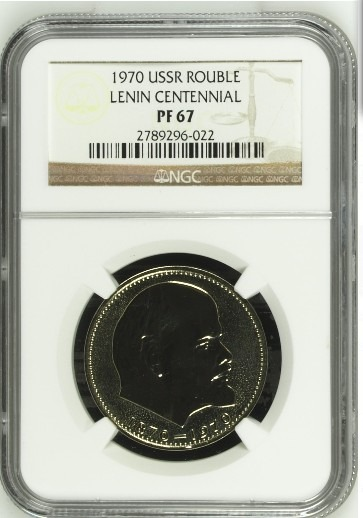 1970 USSR ROUBLE
LENIN CENTENNIAL
PF 67
2789296-022
NGC
1870-1970